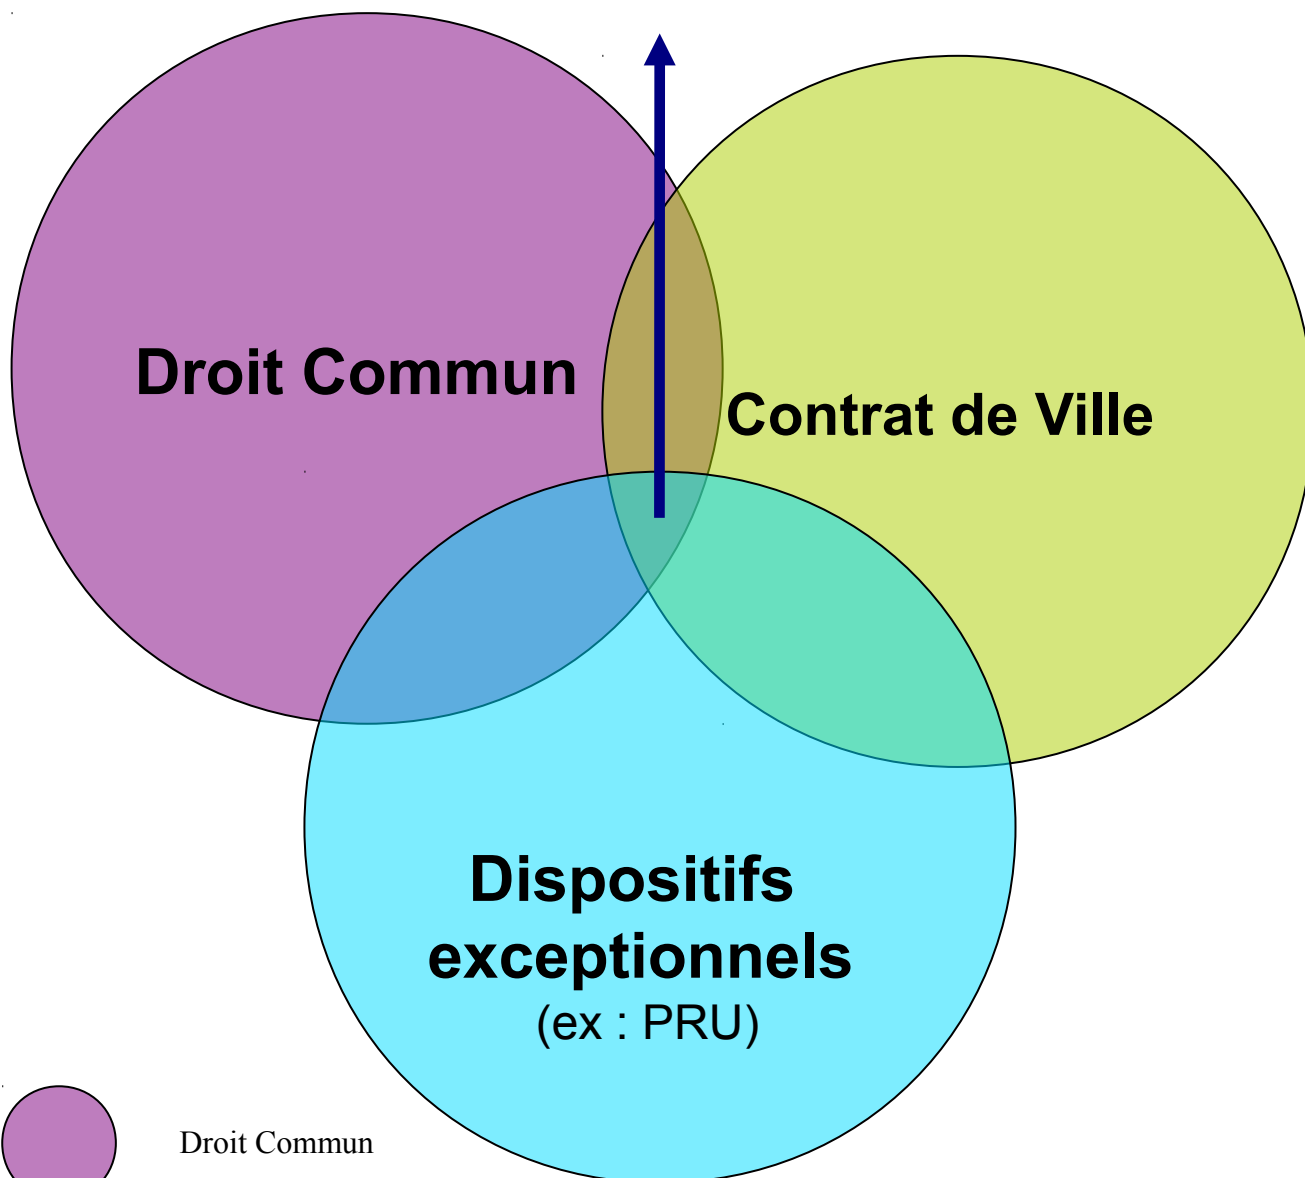 Droit Commun
Contrat de Ville
Dispositifs
exceptionnels
(ex : PRU)
Droit Commun